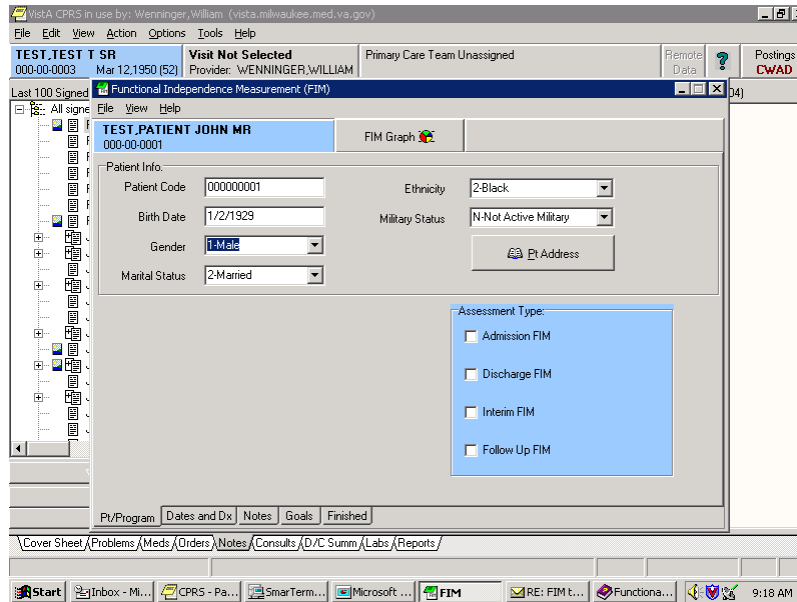 VistA CPRS in use by: Wenninger,William (vista.milwaukee.med.va.gov)
File Edit View Action Options Tools Help
TEST,TEST T SR Visit Not Selected Primary Care Team Unassigned Remote Data ? Postings
000-00-0003 Mar 12,1950 (52) Provider: WENNINGER,WILLIAM CWAD
Last 100 Signed
Functional Independence Measurement (FIM)
04)
All signe
File View Help
TEST,PATIENT JOHN MR
000-00-0001
FIM Graph
Patient Info.
Patient Code 000000001 Ethnicity 2-Black
Birth Date 1/2/1929 Military Status N-Not Active Military
Gender 1-Male Pt Address
Marital Status 2-Married
Assessment Type:
Admission FIM
Discharge FIM
Interim FIM
Follow Up FIM
Pt/Program Dates and Dx Notes Goals Finished
Cover Sheet Problems Meds Orders Notes Consults D/C Summ Labs Reports
Start Inbox - Mi... CPRS - Pa... SmarTerm... Microsoft ... FIM RE: FIM t... Functiona... 9:18 AM